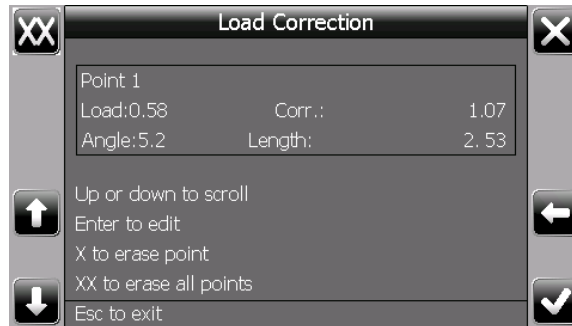 XX
Load Correction
X
Point 1
Load:0.58 Corr.: 1.07
Angle:5.2 Length: 2. 53
Up or down to scroll
Enter to edit
X to erase point
XX to erase all points
Esc to exit